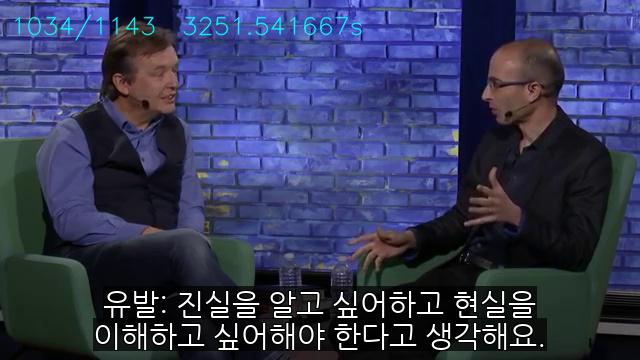 1034/1143 3251.541667s
유발: 진실을 알고 싶어하고 현실을
이해하고 싶어해야 한다고 생각해요.